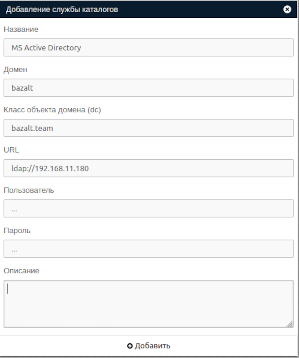 Добавление службы каталогов
Название
MS Active Directory
Домен
bazalt
Класс объекта домена (dc)
bazalt.team
URL
ldap://192.168.11.180
Пользователь
...
Пароль
...
Описание
Добавить